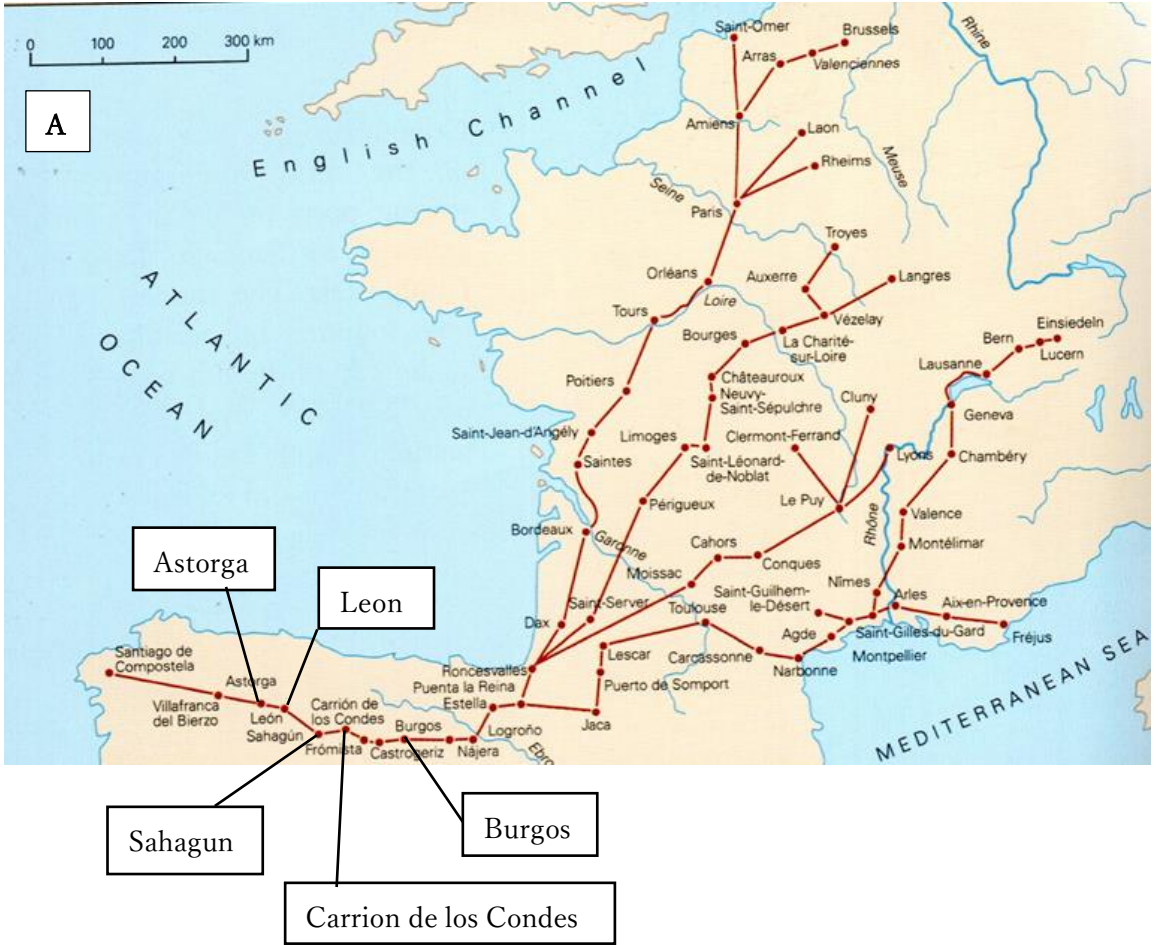 0 100 200 300 km
A
English Channel
ATLANTIC
OCEAN
Rhine
Saint-Omer
Brussels
Arras
Valenciennes
Amiens
Laon
Rheims
Meuse
Seine
Paris
Troyes
Orléans
Auxerre
Langres
Loire
Tours
Vézelay
Bourges
La Charité-
sur-Loire
Einsiedeln
Bern
Lucern
Lausanne
Poitiers
Châteauroux
Neuvy-
Saint-Sépulchre
Cluny
Geneva
Saint-Jean-d'Angély
Limoges
Clermont-Ferrand
Saintes
Saint-Léonard-
de-Noblat
Lyons
Chambéry
Périgueux
Le Puy
Rhône
Valence
Bordeaux
Garonne
Cahors
Conques
Montélimar
Moissac
Nîmes
Saint-Guilhem-
le-Désert
Arles
Aix-en-Provence
Saint-Server
Toulouse
Dax
Agde
Saint-Gilles-du-Gard
Fréjus
Lescar
Carcassonne
Montpellier
Narbonne
MEDITERRANEAN SEA
Roncesvalles
Puenta la Reina
Puerto de Somport
Estella
Jaca
Logroño
Ebro
Santiago de
Compostela
Astorga
Villafranca
del Bierzo
León
Sahagún
Carrión de
los Condes
Burgos
Frómista
Castrogeriz
Nájera
Astorga
Leon
Sahagun
Burgos
Carrion de los Condes